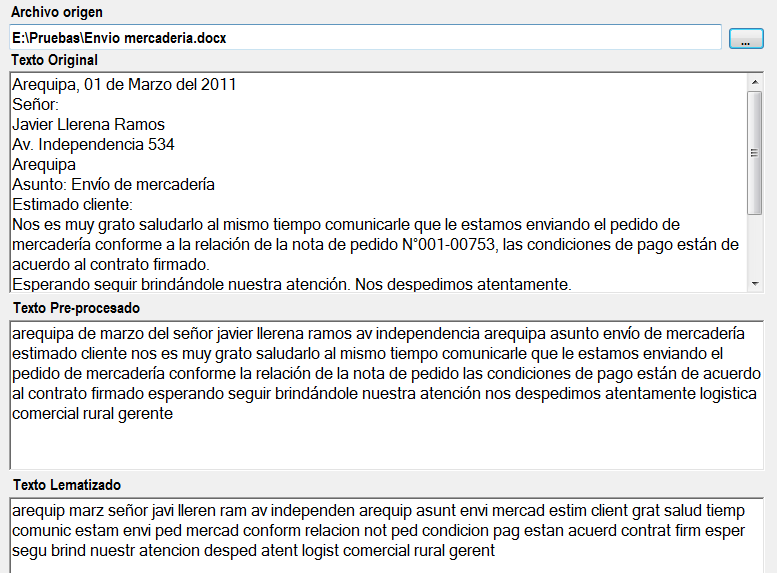 Archivo origen
E:\Pruebas\Envio mercaderia.docx
...
Texto Original
Arequipa, 01 de Marzo del 2011
Señor:
Javier Llerena Ramos
Av. Independencia 534
Arequipa
Asunto: Envío de mercadería
Estimado cliente:
Nos es muy grato saludarlo al mismo tiempo comunicarle que le estamos enviando el pedido de
mercadería conforme a la relación de la nota de pedido N°001-00753, las condiciones de pago están de
acuerdo al contrato firmado.
Esperando seguir brindándole nuestra atención. Nos despedimos atentamente.
Texto Pre-procesado
arequipa de marzo del señor javier llerena ramos av independencia arequipa asunto envío de mercadería
estimado cliente nos es muy grato saludarlo al mismo tiempo comunicarle que le estamos enviando el
pedido de mercadería conforme la relación de la nota de pedido las condiciones de pago están de acuerdo
al contrato firmado esperando seguir brindándole nuestra atención nos despedimos atentamente logistica
comercial rural gerente
Texto Lematizado
arequip marz señor javi lleren ram av independen arequip asunt envi mercad estim client grat salud tiemp
comunic estam envi ped mercad conform relacion not ped condicion pag estan acuerd contrat firm esper
segu brind nuestr atencion desped atent logist comercial rural gerent